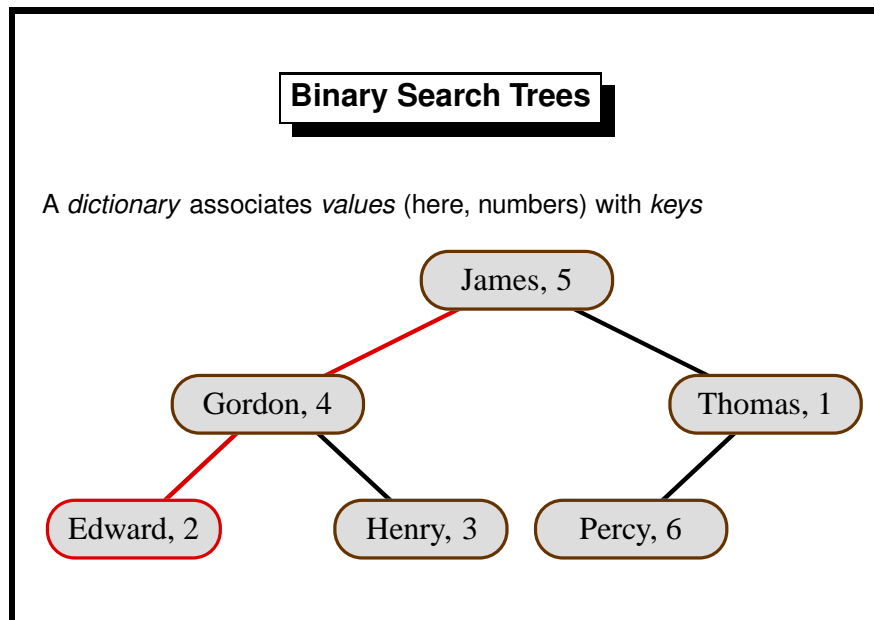 Binary Search Trees
A dictionary associates values (here, numbers) with keys
James, 5
Gordon, 4
Thomas, 1
Edward, 2
Henry, 3
Percy, 6